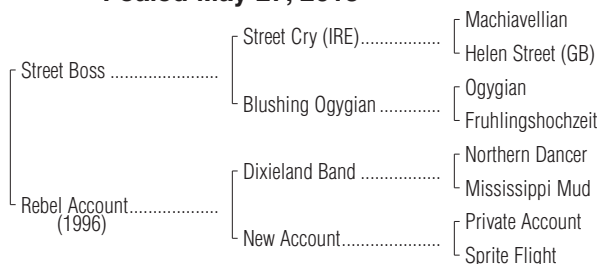 Foaled May 27,
Machiavellian
Street Cry (IRE)................
Helen Street (GB)
Street Boss ......................
Ogygian
Blushing Ogygian ............
Fruhlingshochzeit
Northern Dancer
Dixieland Band ................
Mississippi Mud
Rebel Account..................
(1996)
Private Account
New Account....................
Sprite Flight